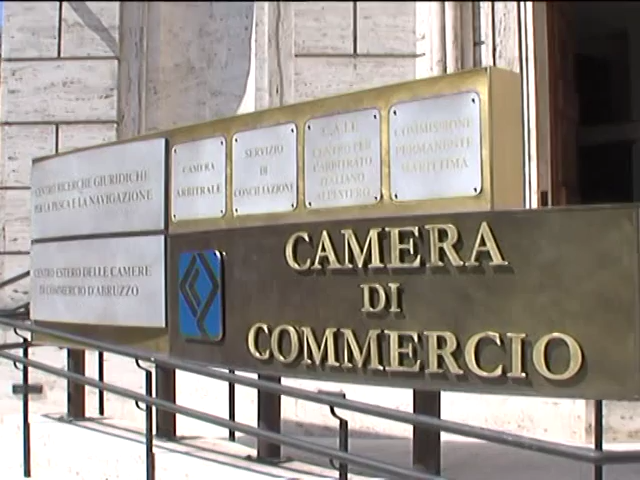 CENTRO RICERCHE GIURIDICHE
PER LA PESCA E LA NAVIGAZIONE
CENTRO ESTERO DELLE CAMERE
DI COMMERCIO D'ABRUZZO
CAMERA
ARBITRALE
SERVIZIO
DI
CONCILIAZIONE
CENTRO PER
L'ARBITRATO
ITALIANO
ALL'ESTERO
COMMISSIONE
PERMANENTE
MARITTIMA
CAMERA
DI
COMMERCIO